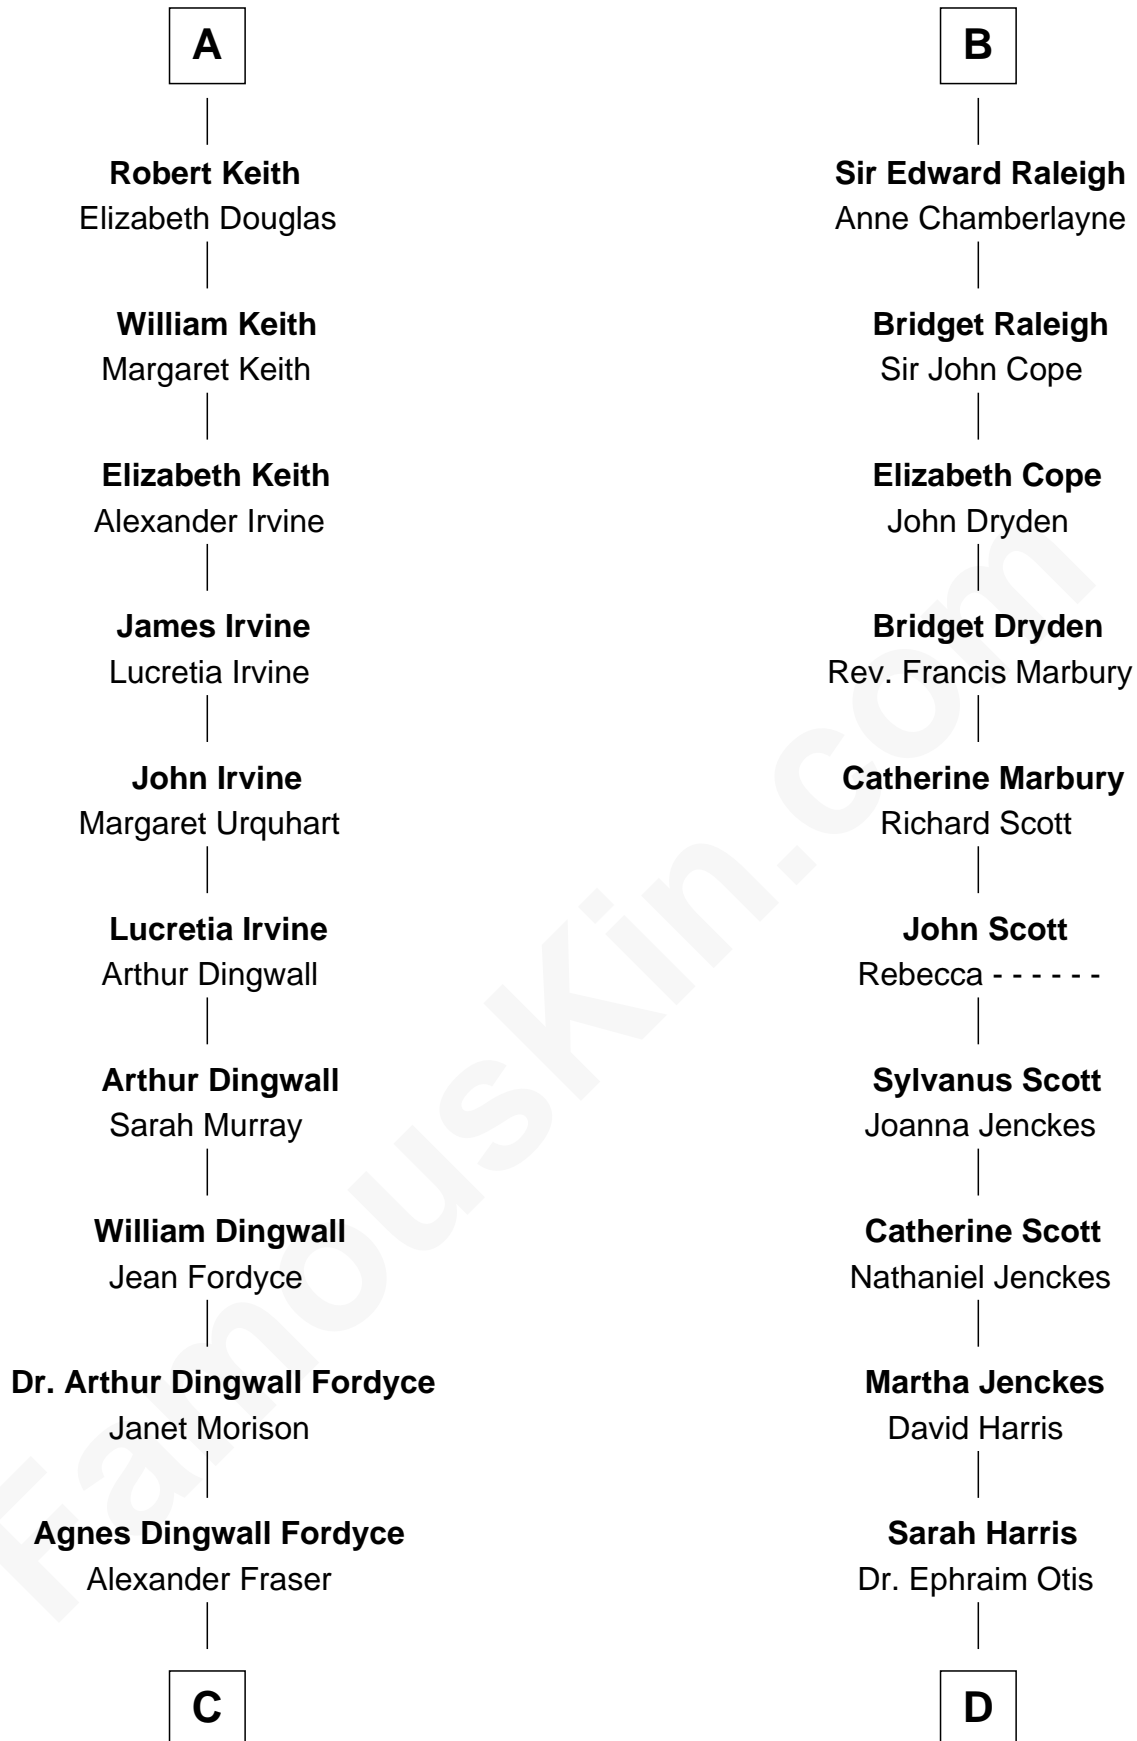 A
Robert Keith
Elizabeth Douglas
William Keith
Margaret Keith
Elizabeth Keith
Alexander Irvine
James Irvine
Lucretia Irvine
John Irvine
Margaret Urquhart
Lucretia Irvine
Arthur Dingwall
Arthur Dingwall
Sarah Murray
William Dingwall
Jean Fordyce
Dr. Arthur Dingwall Fordyce
Janet Morison
Agnes Dingwall Fordyce
Alexander Fraser
C
B
Sir Edward Raleigh
Anne Chamberlayne
Bridget Raleigh
Sir John Cope
Elizabeth Cope
John Dryden
Bridget Dryden
Rev. Francis Marbury
Catherine Marbury
Richard Scott
John Scott
Rebecca - - - - - -
Sylvanus Scott
Joanna Jenckes
Catherine Scott
Nathaniel Jenckes
Martha Jenckes
David Harris
Sarah Harris
Dr. Ephraim Otis
D
FamousKin.com